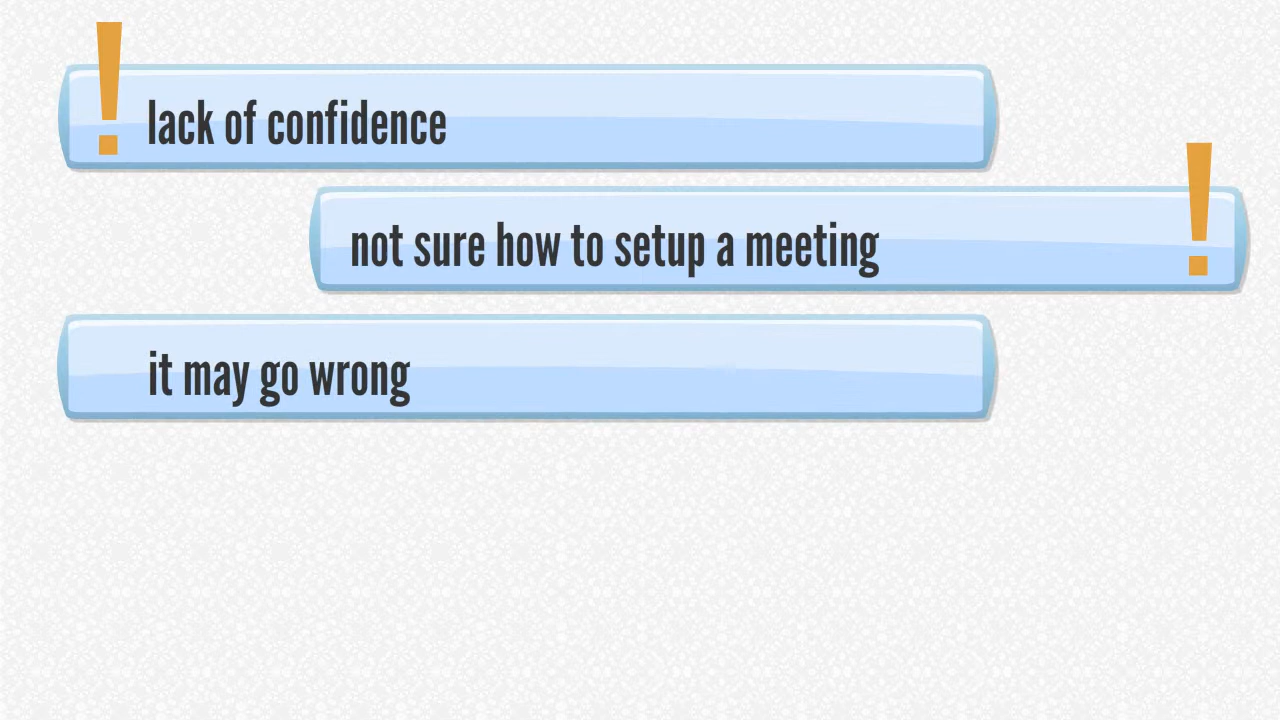 ! lack of confidence
not sure how to setup a meeting !
it may go wrong